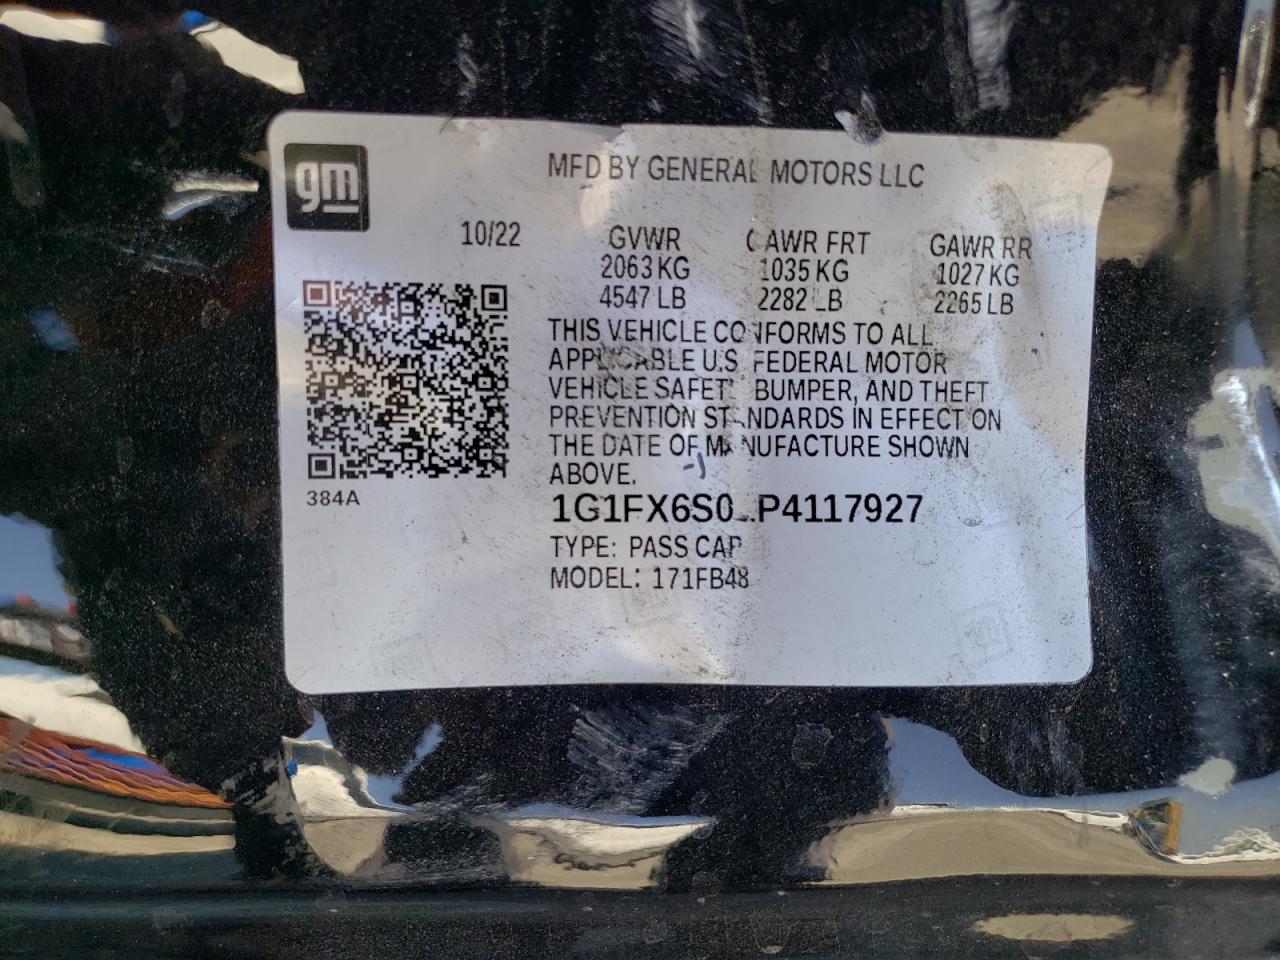 gm
MFD BY GENERAL MOTORS LLC
10/22 GVWR GAWR FRT GAWR RR
2063 KG 1035 KG 1027 KG
4547 LB 2282 LB 2265 LB
THIS VEHICLE CONFORMS TO ALL
APPLICABLE U.S. FEDERAL MOTOR
VEHICLE SAFETY, BUMPER, AND THEFT
PREVENTION STANDARDS IN EFFECT ON
THE DATE OF MANUFACTURE SHOWN
ABOVE.
384A
1G1FX6S0 P4117927
TYPE: PASS CAR
MODEL: 171FB48